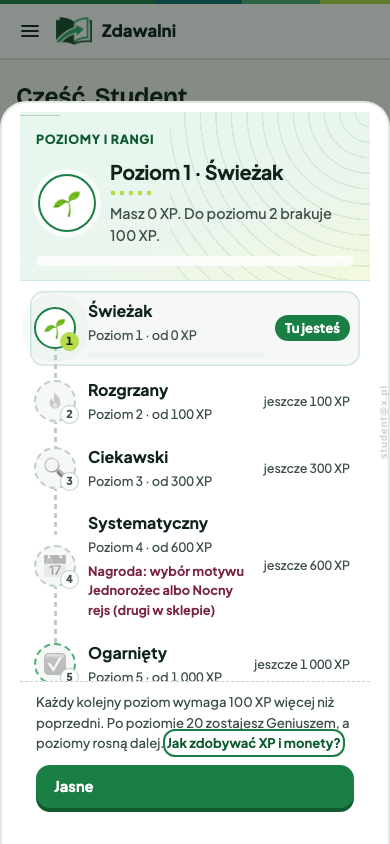 Zdawalni
Cześć, Student
POZIOMY I RANGI
Poziom 1 · Świeżak
Masz 0 XP. Do poziomu 2 brakuje
100 XP.
Świeżak
Poziom 1 · od 0 XP
Tu jesteś
1
Rozgrzany
Poziom 2 · od 100 XP
jeszcze 100 XP
2
Ciekawski
Poziom 3 · od 300 XP
jeszcze 300 XP
3
Systematyczny
Poziom 4 · od 600 XP
jeszcze 600 XP
17
4
Nagroda: wybór motywu
Jednorożec albo Nocny
rejs (drugi w sklepie)
Ogarnięty
Poziom 5 · od 1 000 XP
jeszcze 1 000 XP
5
student@x.pl
Każdy kolejny poziom wymaga 100 XP więcej niż
poprzedni. Po poziomie 20 zostajesz Geniuszem, a
poziomy rosną dalej. Jak zdobywać XP i monety?
Jasne